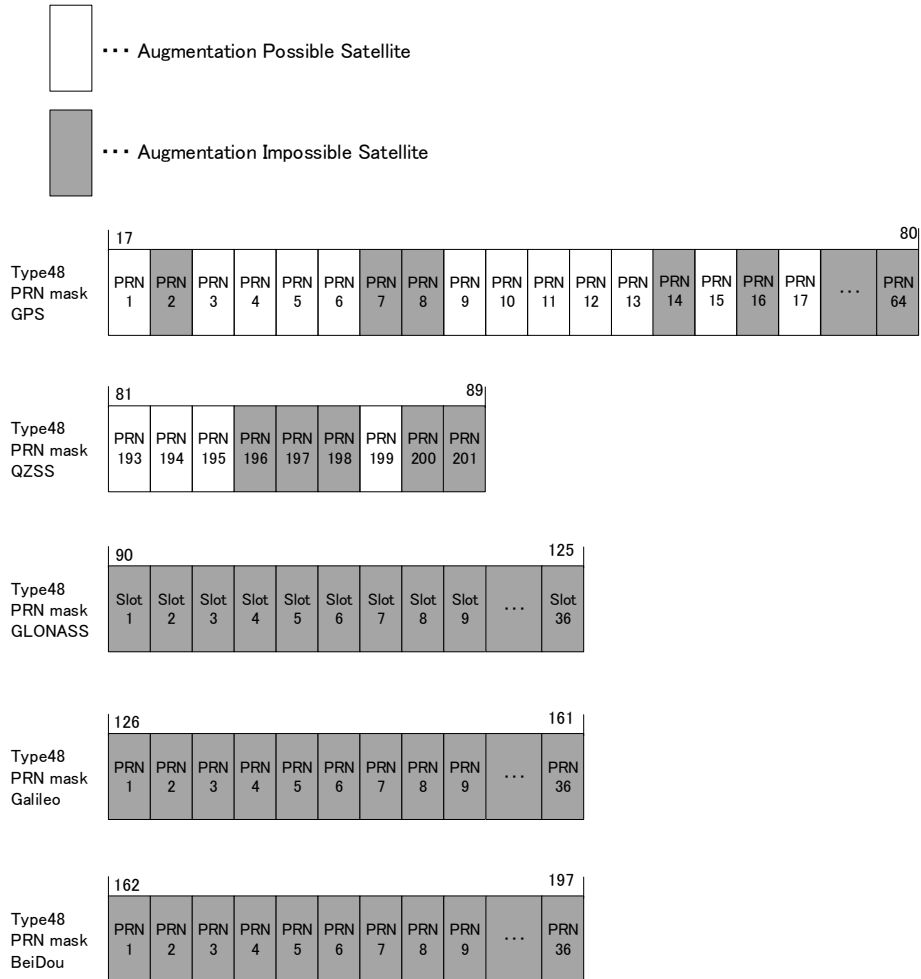 ··· Augmentation Possible Satellite
··· Augmentation Impossible Satellite
17 80
Type48
PRN mask
GPS
PRN 1 PRN 2 PRN 3 PRN 4 PRN 5 PRN 6 PRN 7 PRN 8 PRN 9 PRN 10 PRN 11 PRN 12 PRN 13 PRN 14 PRN 15 PRN 16 PRN 17 ... PRN 64
81 89
Type48
PRN mask
QZSS
PRN 193 PRN 194 PRN 195 PRN 196 PRN 197 PRN 198 PRN 199 PRN 200 PRN 201
90 125
Type48
PRN mask
GLONASS
Slot 1 Slot 2 Slot 3 Slot 4 Slot 5 Slot 6 Slot 7 Slot 8 Slot 9 ... Slot 36
126 161
Type48
PRN mask
Galileo
PRN 1 PRN 2 PRN 3 PRN 4 PRN 5 PRN 6 PRN 7 PRN 8 PRN 9 ... PRN 36
162 197
Type48
PRN mask
BeiDou
PRN 1 PRN 2 PRN 3 PRN 4 PRN 5 PRN 6 PRN 7 PRN 8 PRN 9 ... PRN 36